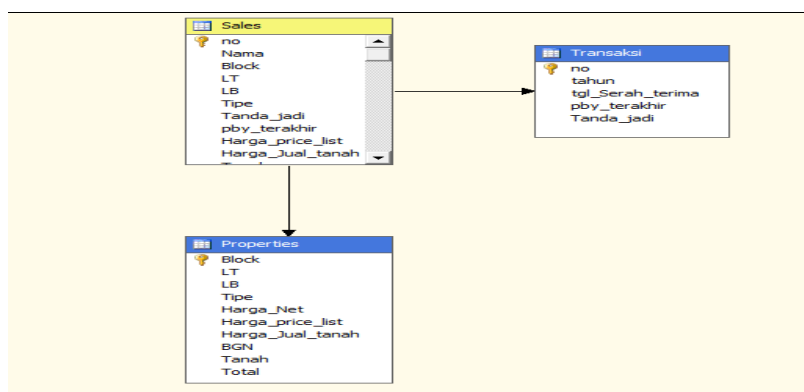 Sales
no
Nama
Block
LT
LB
Tipe
Tanda_jadi
pby_terakhir
Harga_price_list
Harga_Jual_tanah
Transaksi
no
tahun
tgl_Serah_terima
pby_terakhir
Tanda_jadi
Properties
Block
LT
LB
Tipe
Harga_Net
Harga_price_list
Harga_Jual_tanah
BGN
Tanah
Total